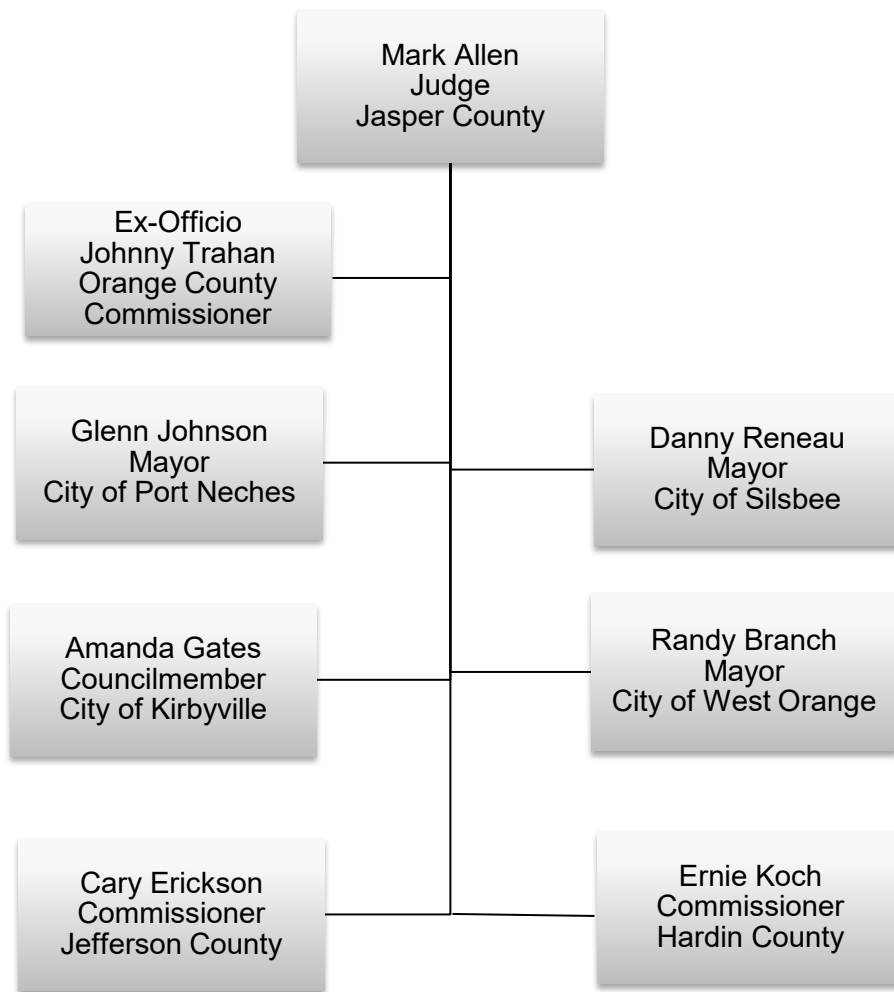 Mark Allen
Judge
Jasper County
Ex-Officio
Johnny Trahan
Orange County
Commissioner
Glenn Johnson
Mayor
City of Port Neches
Danny Reneau
Mayor
City of Silsbee
Amanda Gates
Councilmember
City of Kirbyville
Randy Branch
Mayor
City of West Orange
Cary Erickson
Commissioner
Jefferson County
Ernie Koch
Commissioner
Hardin County